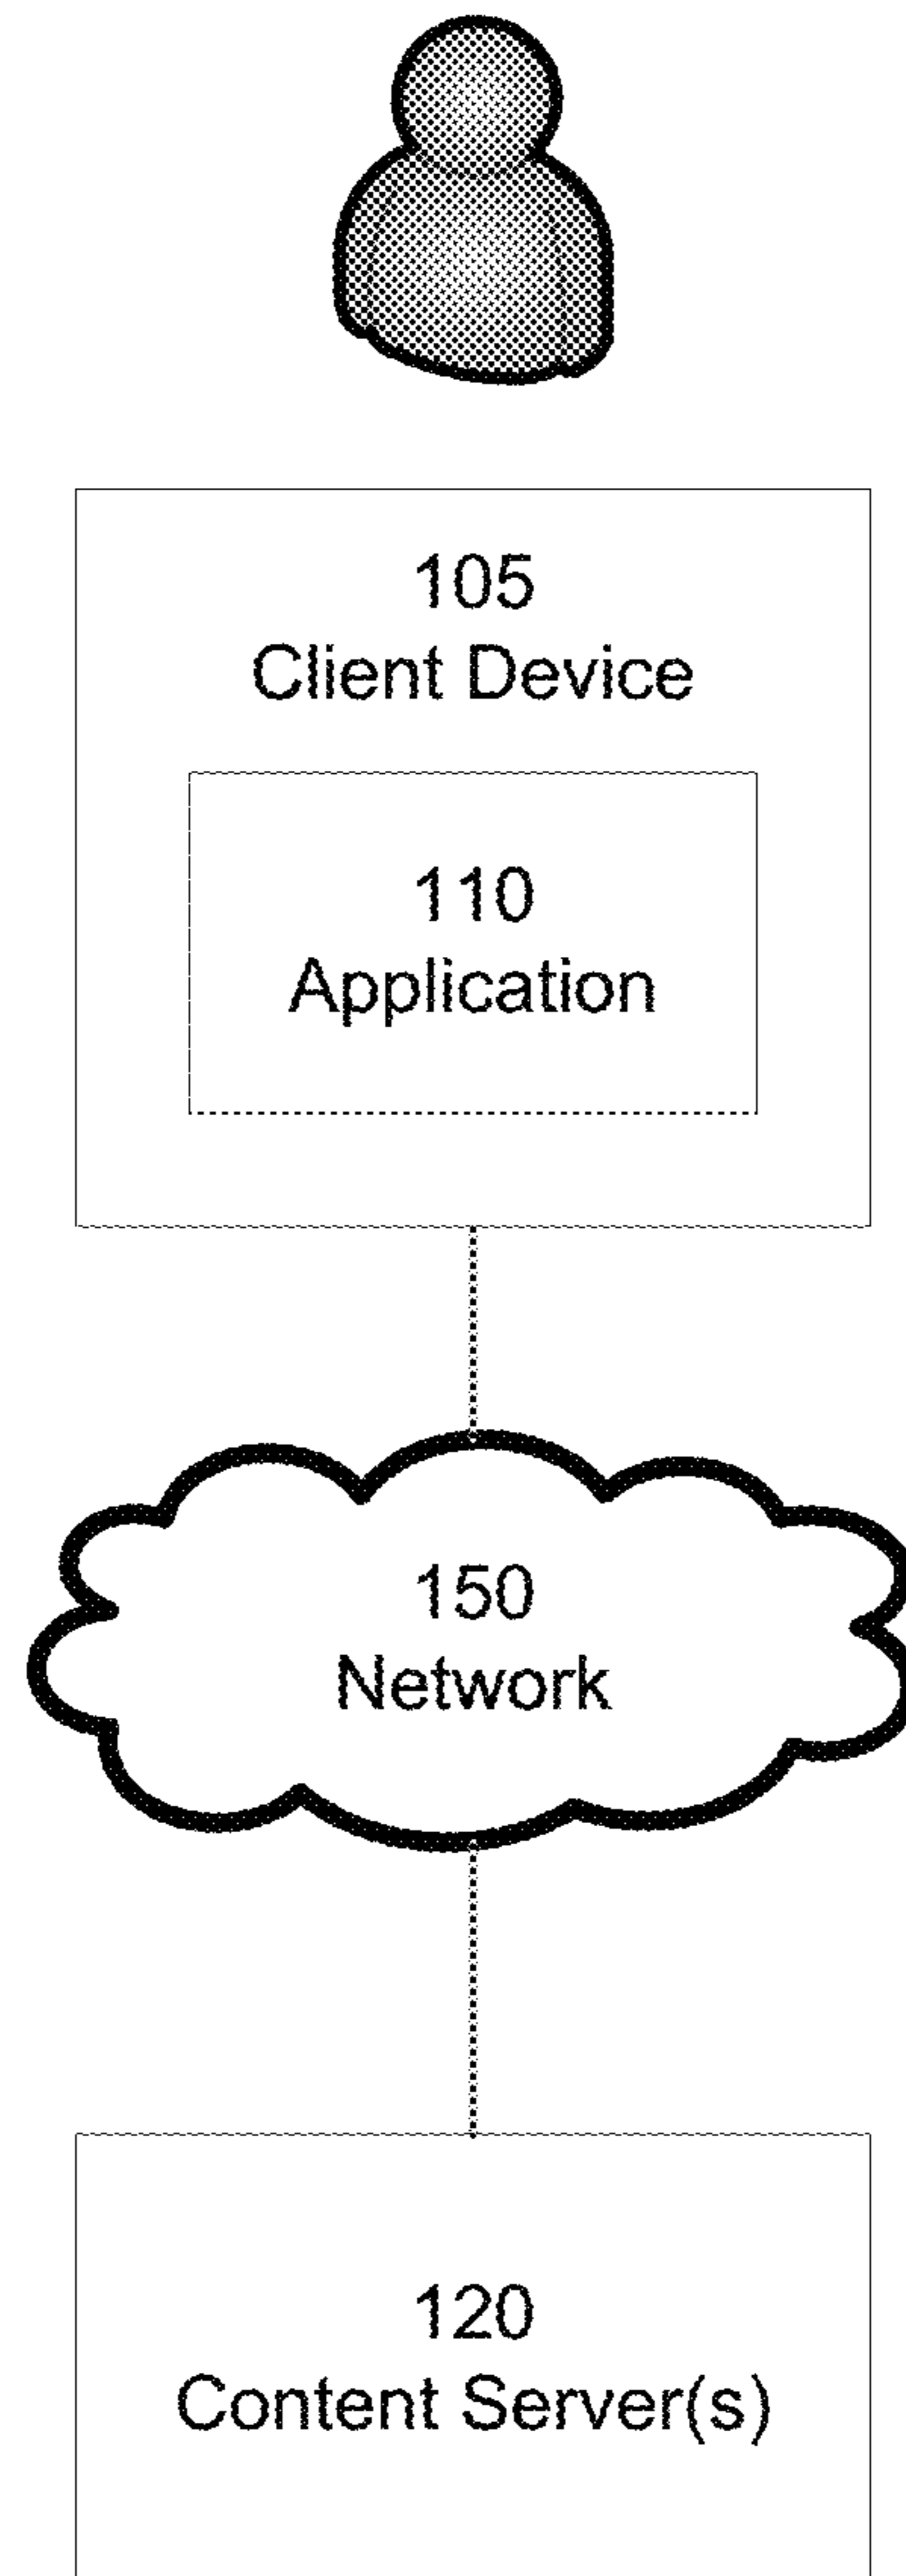 105
Client Device
110
Application
150
Network
120
Content Server(s)